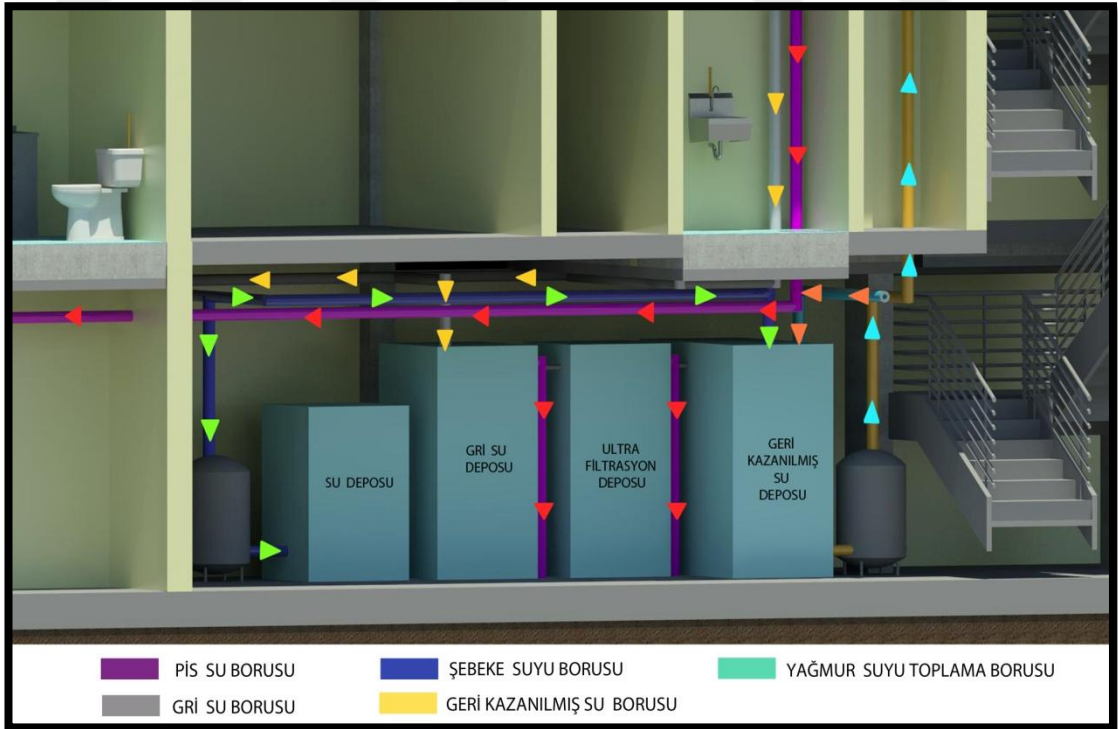 SU DEPOSU
GRİ SU
DEPOSU
ULTRA
FİLTRASYON
DEPOSU
GERİ
KAZANILMIŞ
SU
DEPOSU
PİS SU BORUSU
ŞEBEKE SUYU BORUSU
YAĞMUR SUYU TOPLAMA BORUSU
GRİ SU BORUSU
GERİ KAZANILMIŞ SU BORUSU